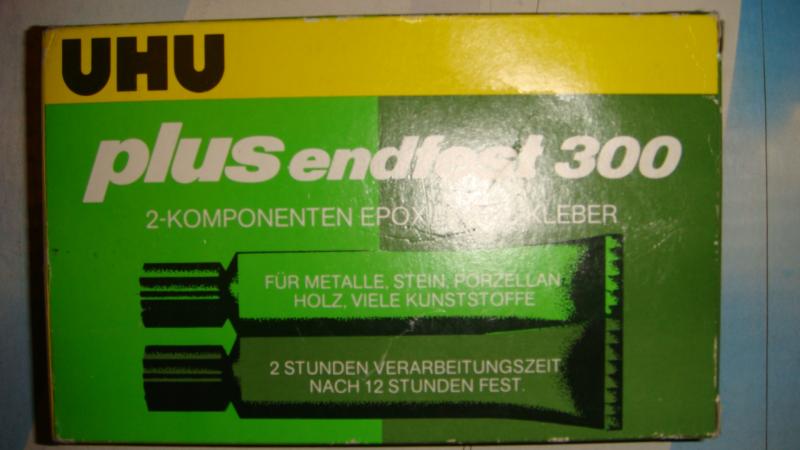 UHU
plus endfest 300
2-KOMPONENTEN EPOX KLEBER
FÜR METALLE, STEIN, PORZELLAN,
HOLZ, VIELE KUNSTSTOFFE
2 STUNDEN VERARBEITUNGSZEIT
NACH 12 STUNDEN FEST.